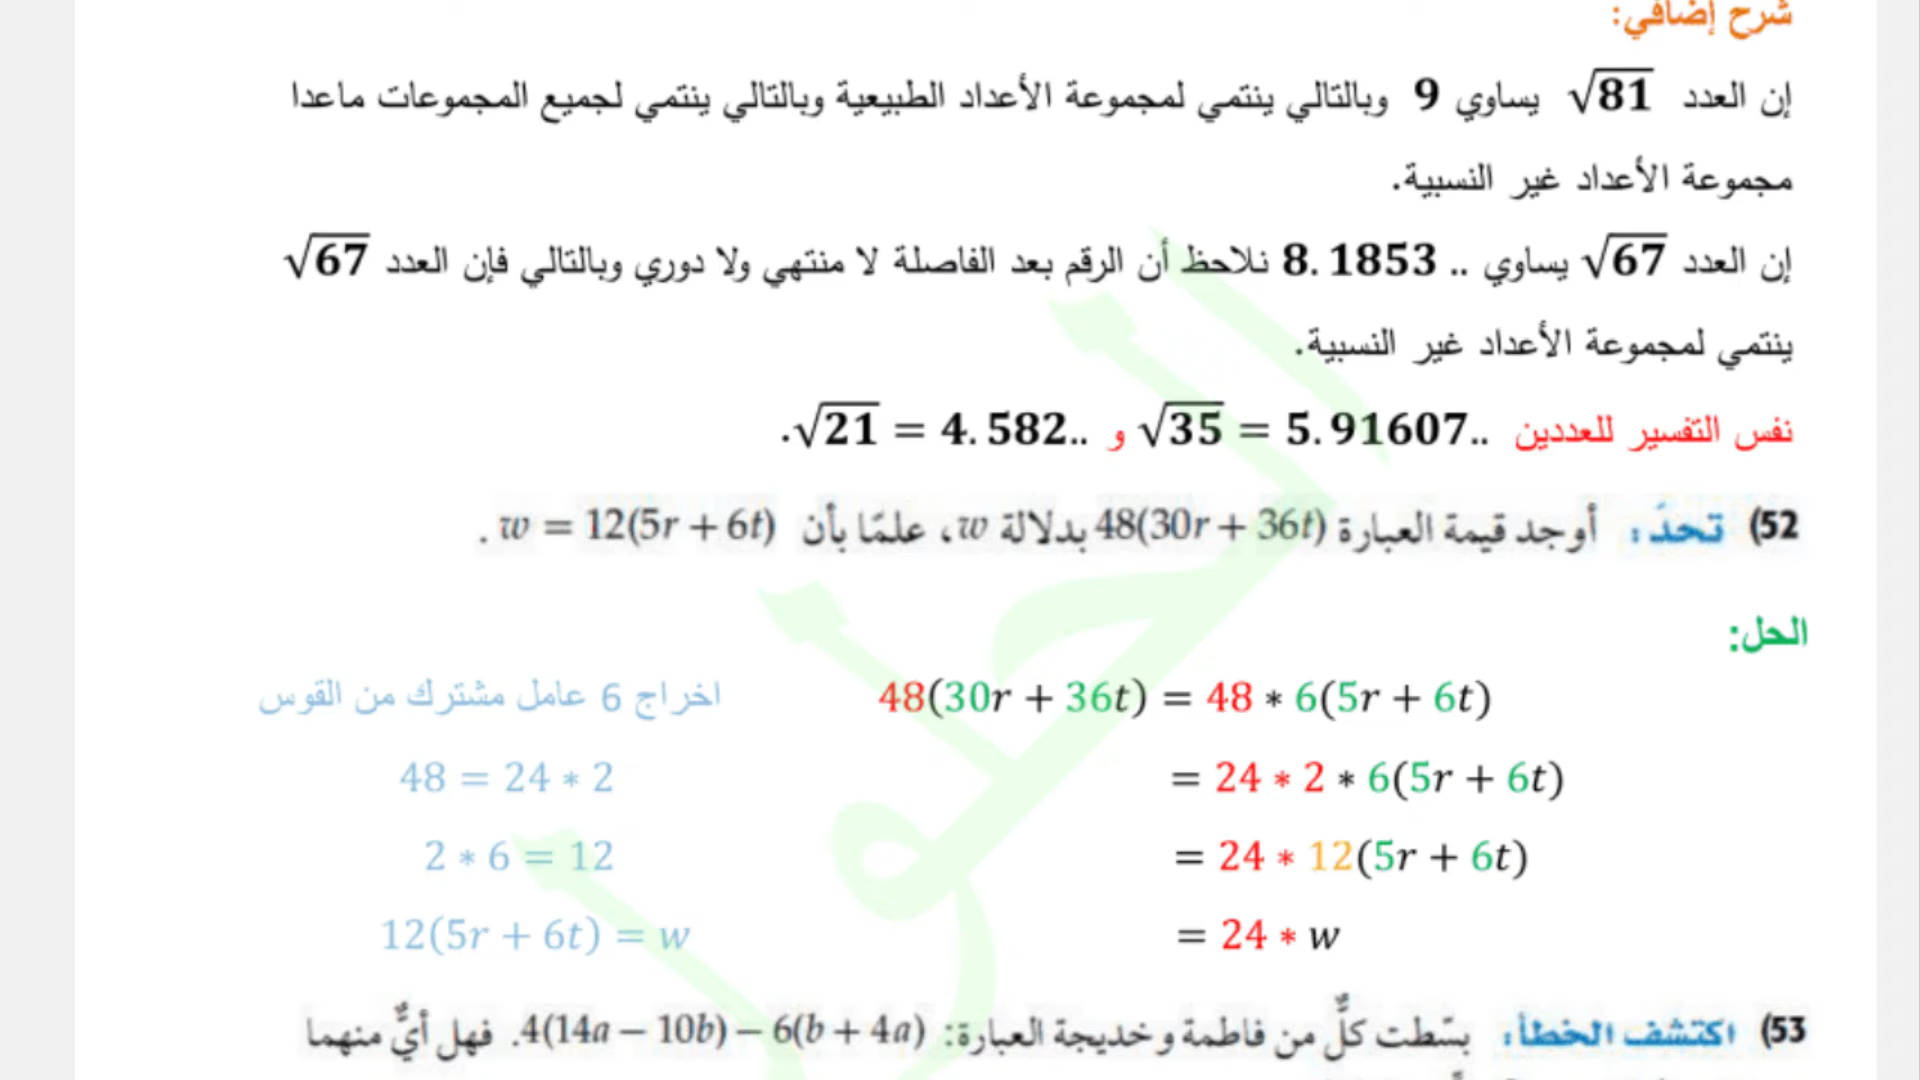 شرح إضافي:
إن العدد √81 يساوي 9 وبالتالي ينتمي لمجموعة الأعداد الطبيعية وبالتالي ينتمي لجميع المجموعات ماعدا
مجموعة الأعداد غير النسبية.
إن العدد √67 يساوي 8.1853.. نلاحظ أن الرقم بعد الفاصلة لا منتهي ولا دوري وبالتالي فإن العدد √67
ينتمي لمجموعة الأعداد غير النسبية.
نفس التفسير للعددين √35 = 5.91607.. و √21 = 4.582...
52) تحدّ: أوجد قيمة العبارة 48(30r + 36t) بدلالة w، علمًا بأن w = 12(5r + 6t).
الحل:
48(30r + 36t) = 48 * 6(5r + 6t) اخراج 6 عامل مشترك من القوس
= 24 * 2 * 6(5r + 6t) 48 = 24 * 2
= 24 * 12(5r + 6t) 2 * 6 = 12
= 24 * w 12(5r + 6t) = w
53) اكتشف الخطأ: بسّطت كلٌّ من فاطمة وخديجة العبارة: 4(14a − 10b) − 6(b + 4a). فهل أيٌّ منهما